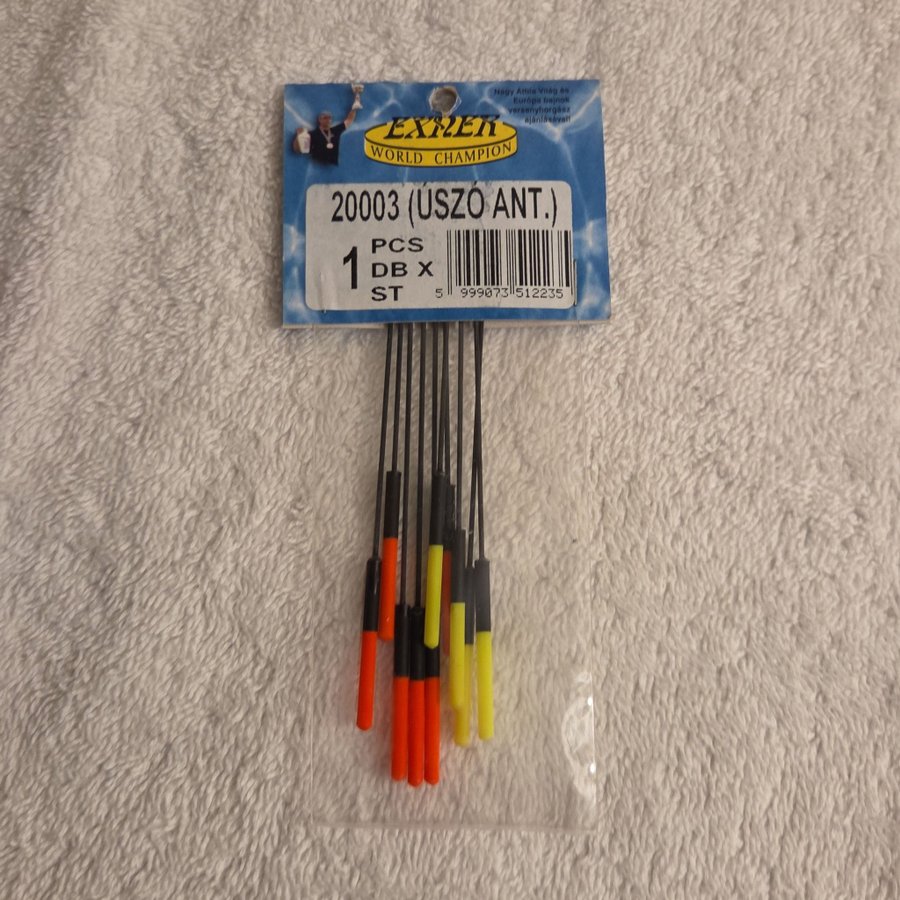 Nagy Attila Világ és
Európa bajnok
versenyhorgász
ajánlásával!
EXNER
WORLD CHAMPION
20003 (ÚSZÓ ANT.)
1 PCS
DB X
ST
5 999073 512235